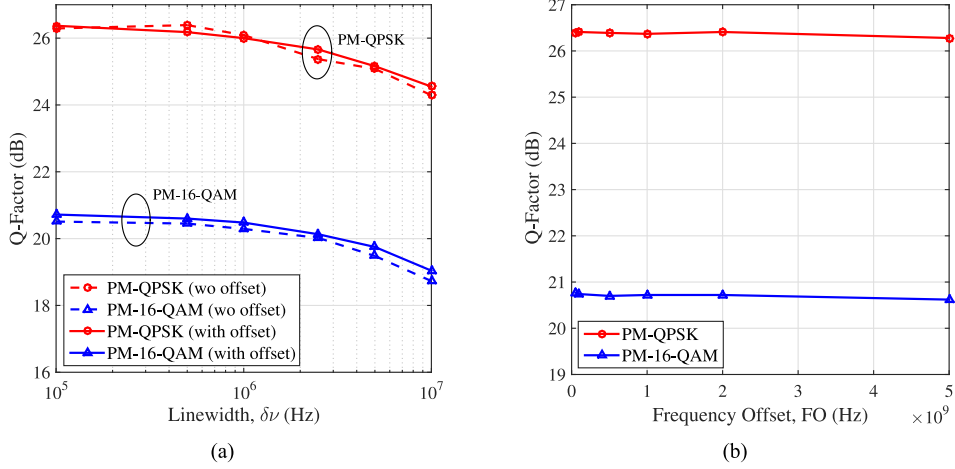 Q-Factor (dB)
26
24
22
20
18
16
PM-QPSK
PM-16-QAM
PM-QPSK (wo offset)
PM-16-QAM (wo offset)
PM-QPSK (with offset)
PM-16-QAM (with offset)
10^5
10^6
10^7
Linewidth, δν (Hz)
(a)
Q-Factor (dB)
27
26
25
24
23
22
21
20
19
PM-QPSK
PM-16-QAM
0
1
2
3
4
5
×10^9
Frequency Offset, FO (Hz)
(b)